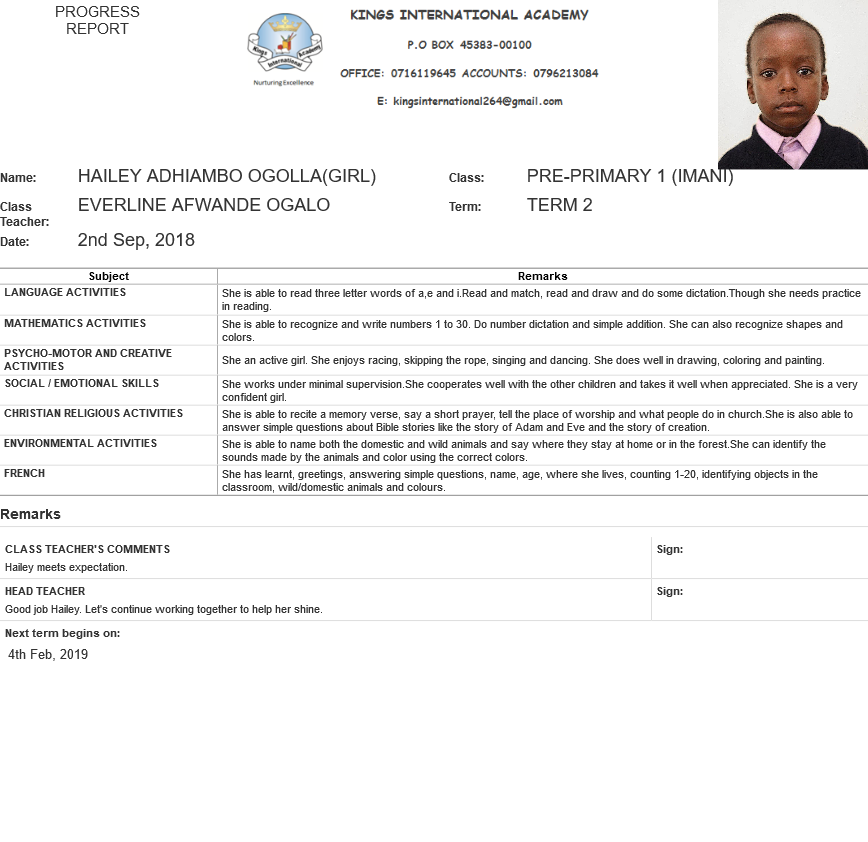 PROGRESS
REPORT
Kings International Academy
Nurturing Excellence
KINGS INTERNATIONAL ACADEMY
P.O BOX 45383-00100
OFFICE: 0716119645 ACCOUNTS: 0796213084
E: kingsinternational264@gmail.com
Name: HAILEY ADHIAMBO OGOLLA(GIRL) Class: PRE-PRIMARY 1 (IMANI)
Class Teacher: EVERLINE AFWANDE OGALO Term: TERM 2
Date: 2nd Sep, 2018
Subject Remarks
LANGUAGE ACTIVITIES She is able to read three letter words of a,e and i.Read and match, read and draw and do some dictation.Though she needs practice
in reading.
MATHEMATICS ACTIVITIES She is able to recognize and write numbers 1 to 30. Do number dictation and simple addition. She can also recognize shapes and
colors.
PSYCHO-MOTOR AND CREATIVE
ACTIVITIES
She an active girl. She enjoys racing, skipping the rope, singing and dancing. She does well in drawing, coloring and painting.
SOCIAL / EMOTIONAL SKILLS She works under minimal supervision.She cooperates well with the other children and takes it well when appreciated. She is a very
confident girl.
CHRISTIAN RELIGIOUS ACTIVITIES She is able to recite a memory verse, say a short prayer, tell the place of worship and what people do in church.She is also able to
answer simple questions about Bible stories like the story of Adam and Eve and the story of creation.
ENVIRONMENTAL ACTIVITIES She is able to name both the domestic and wild animals and say where they stay at home or in the forest.She can identify the
sounds made by the animals and color using the correct colors.
FRENCH She has learnt, greetings, answering simple questions, name, age, where she lives, counting 1-20, identifying objects in the
classroom, wild/domestic animals and colours.
Remarks
CLASS TEACHER'S COMMENTS Sign:
Hailey meets expectation.
HEAD TEACHER Sign:
Good job Hailey. Let's continue working together to help her shine.
Next term begins on:
4th Feb, 2019